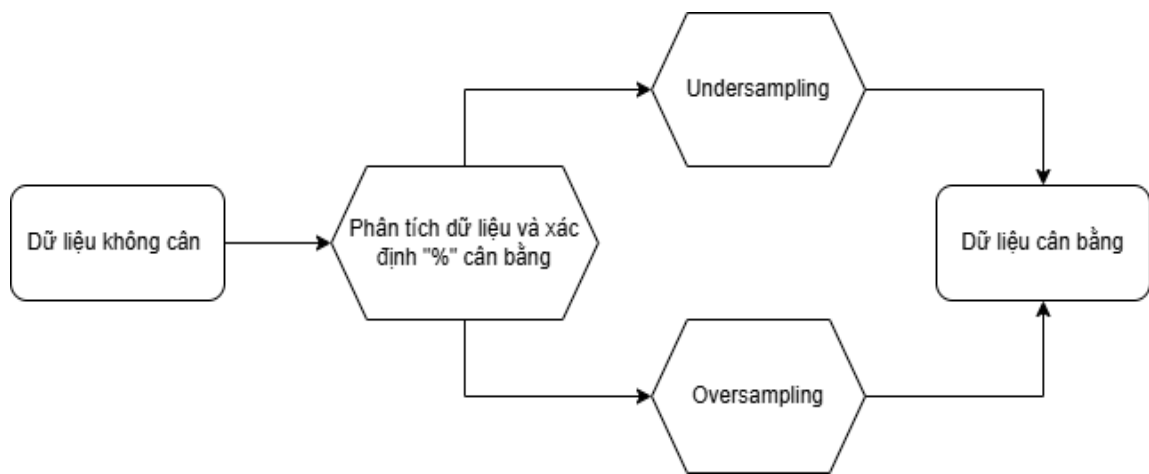 Undersampling
Dữ liệu không cân
Phân tích dữ liệu và xác
định "%" cân bằng
Dữ liệu cân bằng
Oversampling